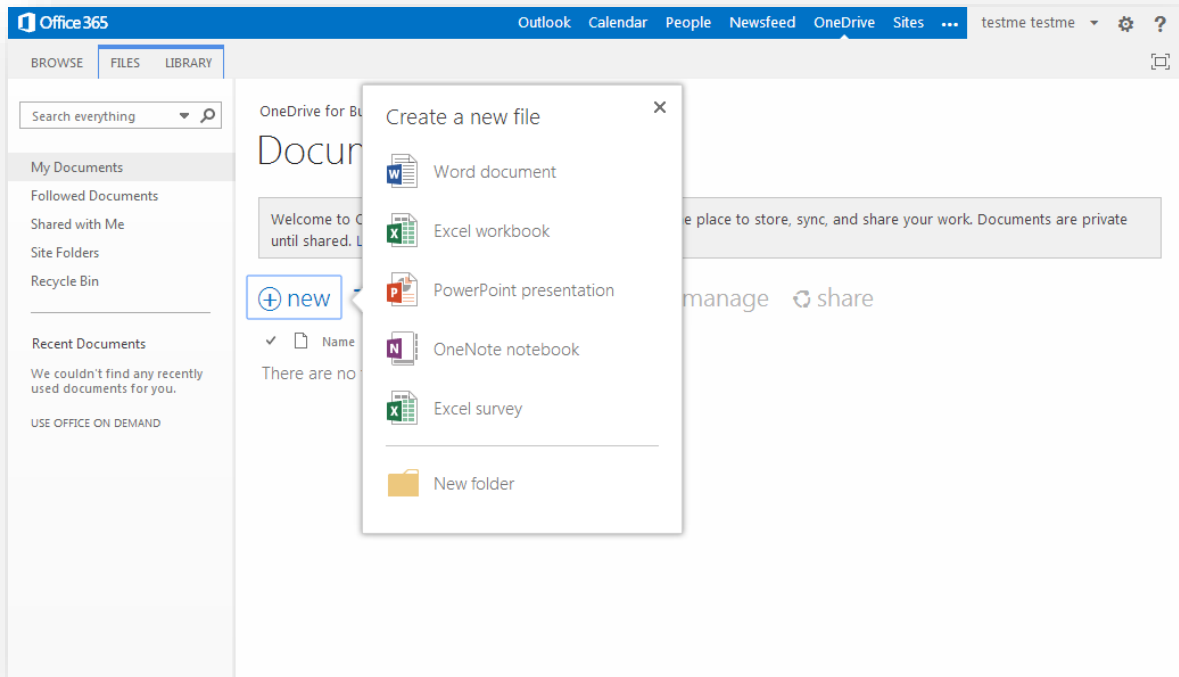 Office 365 Outlook Calendar People Newsfeed OneDrive Sites ••• testme testme ?
BROWSE FILES LIBRARY
Search everything
My Documents
Followed Documents
Shared with Me
Site Folders
Recycle Bin
Recent Documents
We couldn't find any recently
used documents for you.
USE OFFICE ON DEMAND
OneDrive for
Welcome to
e place to store, sync, and share your work. Documents are private
until shared.
new
manage share
Name
There are no
Create a new file
Word document
Excel workbook
PowerPoint presentation
OneNote notebook
Excel survey
New folder